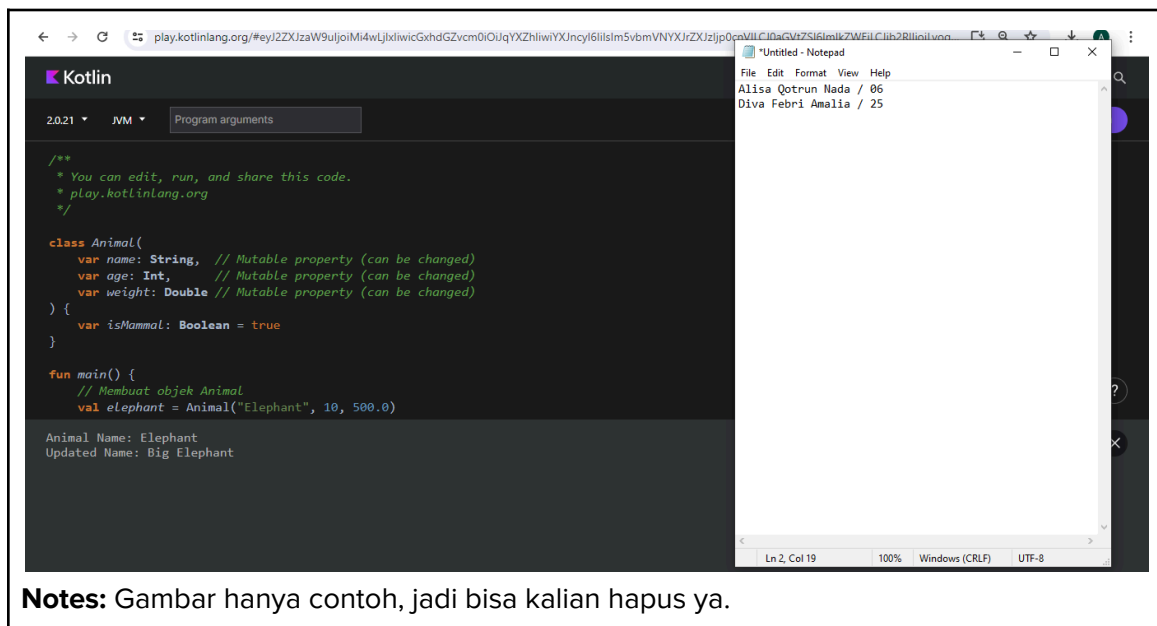 play.kotlinlang.org/#eyJ2ZXJzaW9uIjoiMi4wLjIxIiwicGxhdGZvcm0iOiJqYXZhIiwiYXJncyI6IiIsIm5vbmVNYXJrZXJzIjp0cnVlLCJ0aGVtZSI6ImlkZWEiLCJjb2RlIjoiLyoq...
Kotlin
2.0.21 JVM Program arguments
/**
* You can edit, run, and share this code.
* play.kotlinlang.org
*/
class Animal(
var name: String, // Mutable property (can be changed)
var age: Int, // Mutable property (can be changed)
var weight: Double // Mutable property (can be changed)
) {
var isMammal: Boolean = true
}
fun main() {
// Membuat objek Animal
val elephant = Animal("Elephant", 10, 500.0)
Animal Name: Elephant
Updated Name: Big Elephant
*Untitled - Notepad
File Edit Format View Help
Alisa Qotrun Nada / 06
Diva Febri Amalia / 25
Ln 2, Col 19 100% Windows (CRLF) UTF-8
A
?
Notes: Gambar hanya contoh, jadi bisa kalian hapus ya.